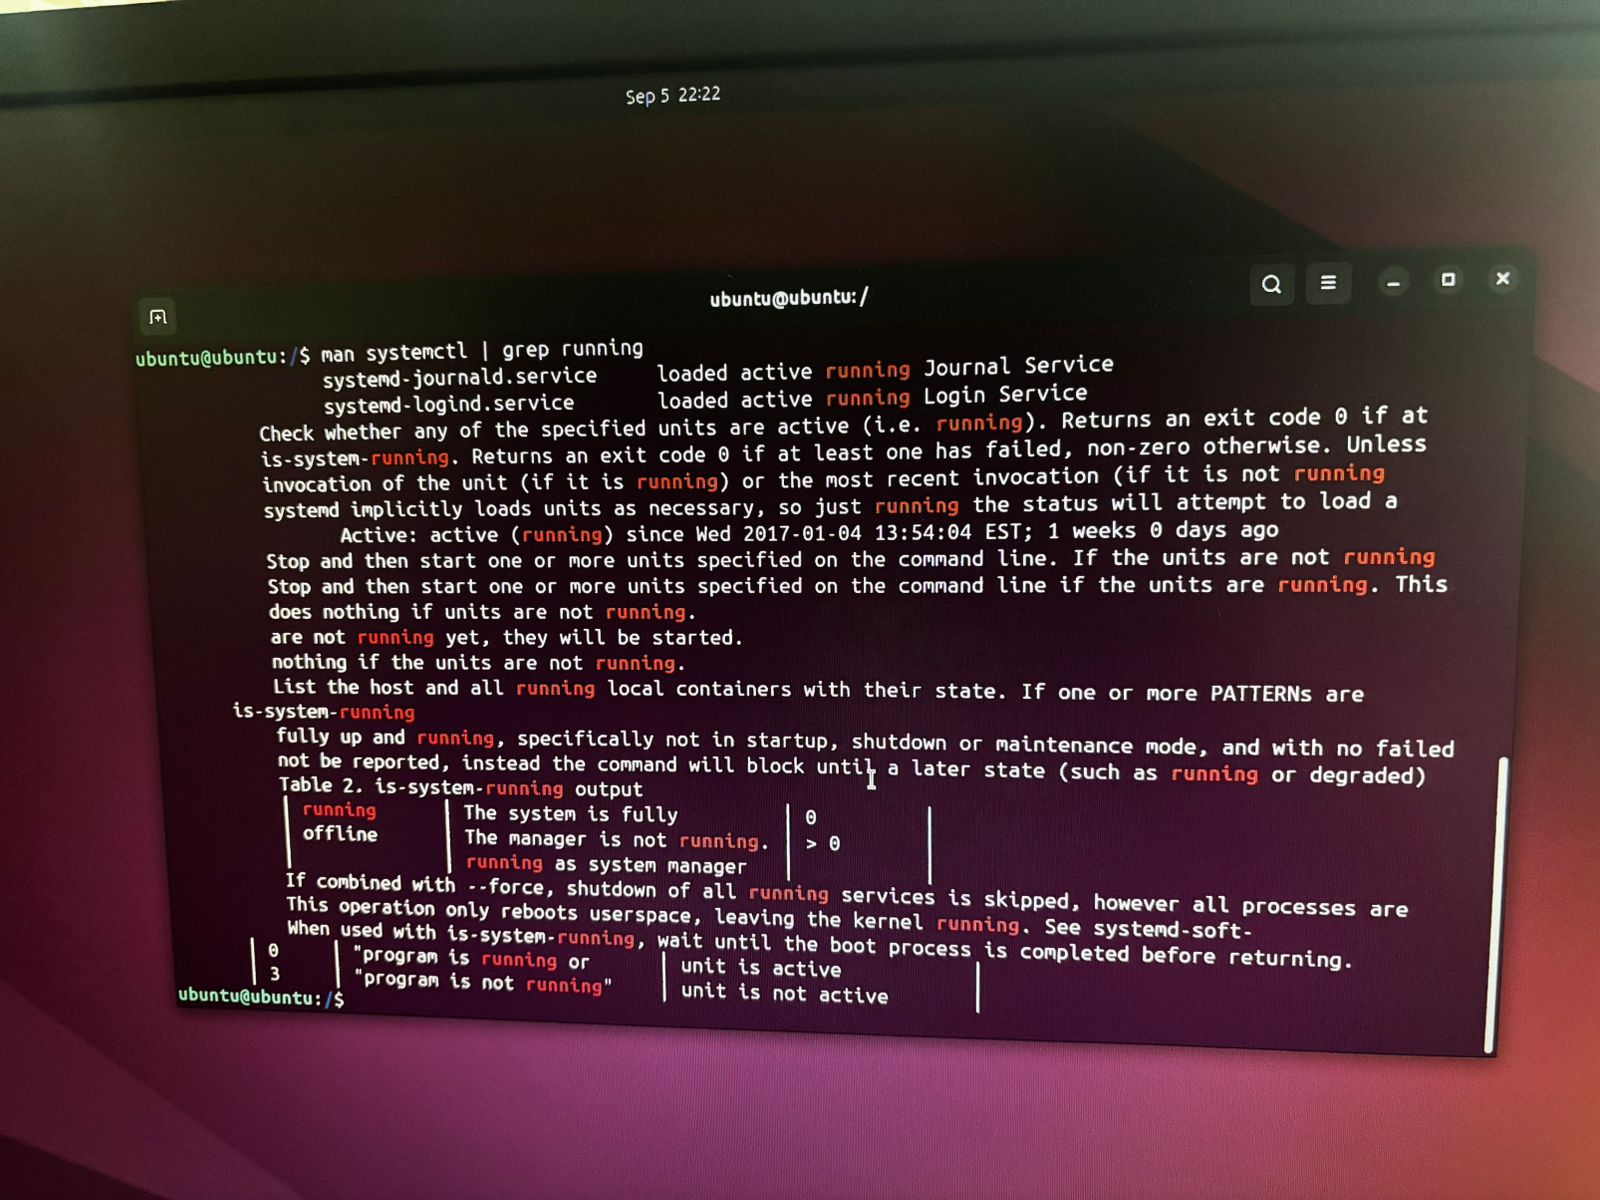 Sep 5 22:22
ubuntu@ubuntu: /
ubuntu@ubuntu:/$ man systemctl | grep running
systemd-journald.service loaded active running Journal Service
systemd-logind.service loaded active running Login Service
Check whether any of the specified units are active (i.e. running). Returns an exit code 0 if at
is-system-running. Returns an exit code 0 if at least one has failed, non-zero otherwise. Unless
invocation of the unit (if it is running) or the most recent invocation (if it is not running
systemd implicitly loads units as necessary, so just running the status will attempt to load a
Active: active (running) since Wed 2017-01-04 13:54:04 EST; 1 weeks 0 days ago
Stop and then start one or more units specified on the command line. If the units are not running
Stop and then start one or more units specified on the command line if the units are running. This
does nothing if units are not running.
are not running yet, they will be started.
nothing if the units are not running.
List the host and all running local containers with their state. If one or more PATTERNs are
is-system-running
fully up and running, specifically not in startup, shutdown or maintenance mode, and with no failed
not be reported, instead the command will block until a later state (such as running or degraded)
Table 2. is-system-running output
│ running │ The system is fully │ 0 │
│ offline │ The manager is not running. │ > 0 │
│ │ running as system manager │ │
If combined with --force, shutdown of all running services is skipped, however all processes are
This operation only reboots userspace, leaving the kernel running. See systemd-soft-
When used with is-system-running, wait until the boot process is completed before returning.
│ 0 │ "program is running or │ unit is active │
│ 3 │ "program is not running" │ unit is not active │
ubuntu@ubuntu:/$